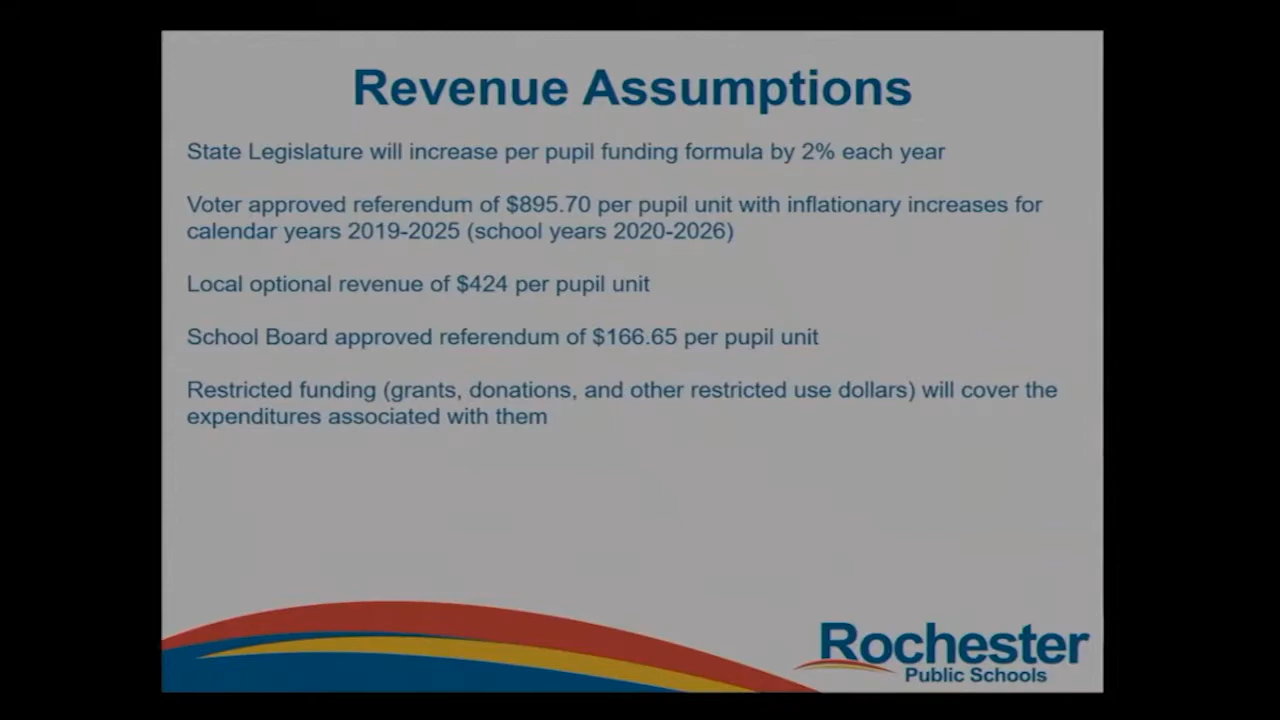 Revenue Assumptions
State Legislature will increase per pupil funding formula by 2% each year
Voter approved referendum of $895.70 per pupil unit with inflationary increases for
calendar years 2019-2025 (school years 2020-2026)
Local optional revenue of $424 per pupil unit
School Board approved referendum of $166.65 per pupil unit
Restricted funding (grants, donations, and other restricted use dollars) will cover the
expenditures associated with them
Rochester
Public Schools